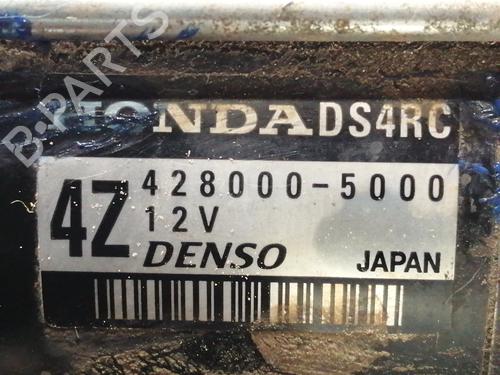 B-PARTS
HONDA DS4RC
4Z 428000-5000
12V
DENSO JAPAN